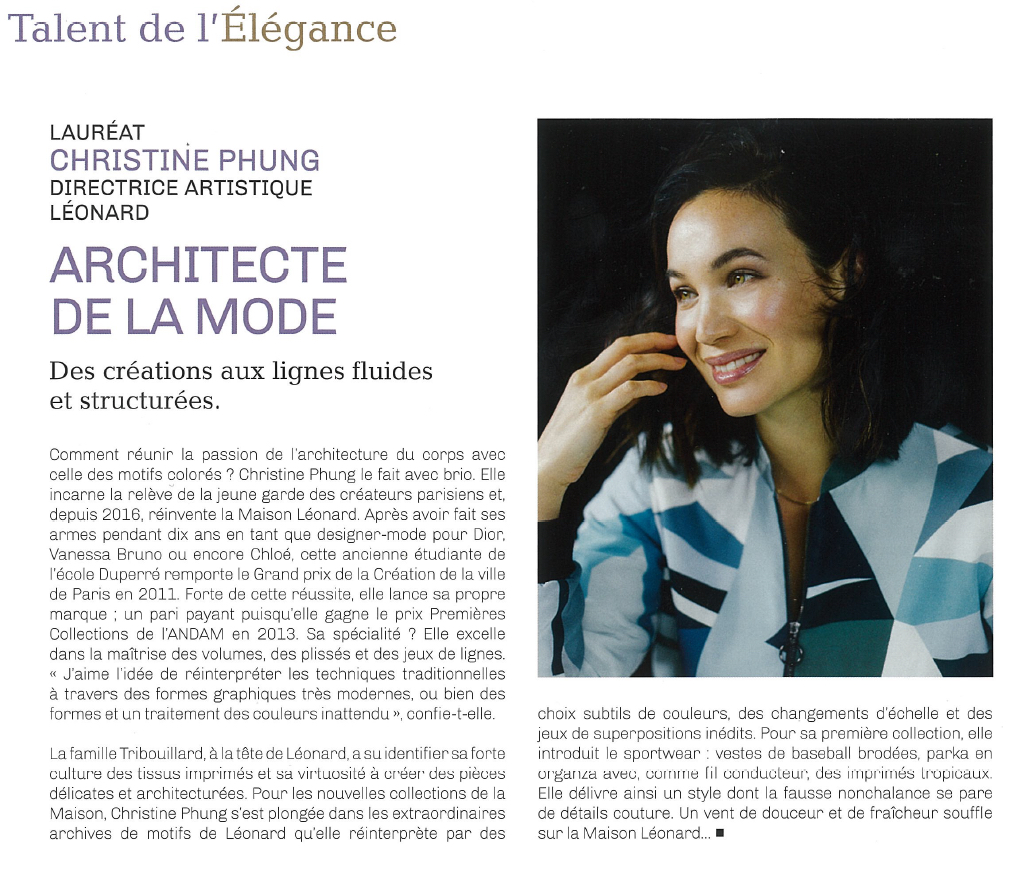 Talent de l'Élégance
LAURÉAT
CHRISTINE PHUNG
DIRECTRICE ARTISTIQUE
LÉONARD
ARCHITECTE
DE LA MODE
Des créations aux lignes fluides
et structurées.
Comment réunir la passion de l'architecture du corps avec
celle des motifs colorés ? Christine Phung le fait avec brio. Elle
incarne la relève de la jeune garde des créateurs parisiens et,
depuis 2016, réinvente la Maison Léonard. Après avoir fait ses
armes pendant dix ans en tant que designer-mode pour Dior,
Vanessa Bruno ou encore Chloé, cette ancienne étudiante de
l'école Duperré remporte le Grand prix de la Création de la ville
de Paris en 2011. Forte de cette réussite, elle lance sa propre
marque ; un pari payant puisqu'elle gagne le prix Premières
Collections de l'ANDAM en 2013. Sa spécialité ? Elle excelle
dans la maîtrise des volumes, des plissés et des jeux de lignes.
« J'aime l'idée de réinterpréter les techniques traditionnelles
à travers des formes graphiques très modernes, ou bien des
formes et un traitement des couleurs inattendu », confie-t-elle.
La famille Tribouillard, à la tête de Léonard, a su identifier sa forte
culture des tissus imprimés et sa virtuosité à créer des pièces
délicates et architecturées. Pour les nouvelles collections de la
Maison, Christine Phung s'est plongée dans les extraordinaires
archives de motifs de Léonard qu'elle réinterprète par des
choix subtils de couleurs, des changements d'échelle et des
jeux de superpositions inédits. Pour sa première collection, elle
introduit le sportwear : vestes de baseball brodées, parka en
organza avec, comme fil conducteur, des imprimés tropicaux.
Elle délivre ainsi un style dont la fausse nonchalance se pare
de détails couture. Un vent de douceur et de fraîcheur souffle
sur la Maison Léonard... ■